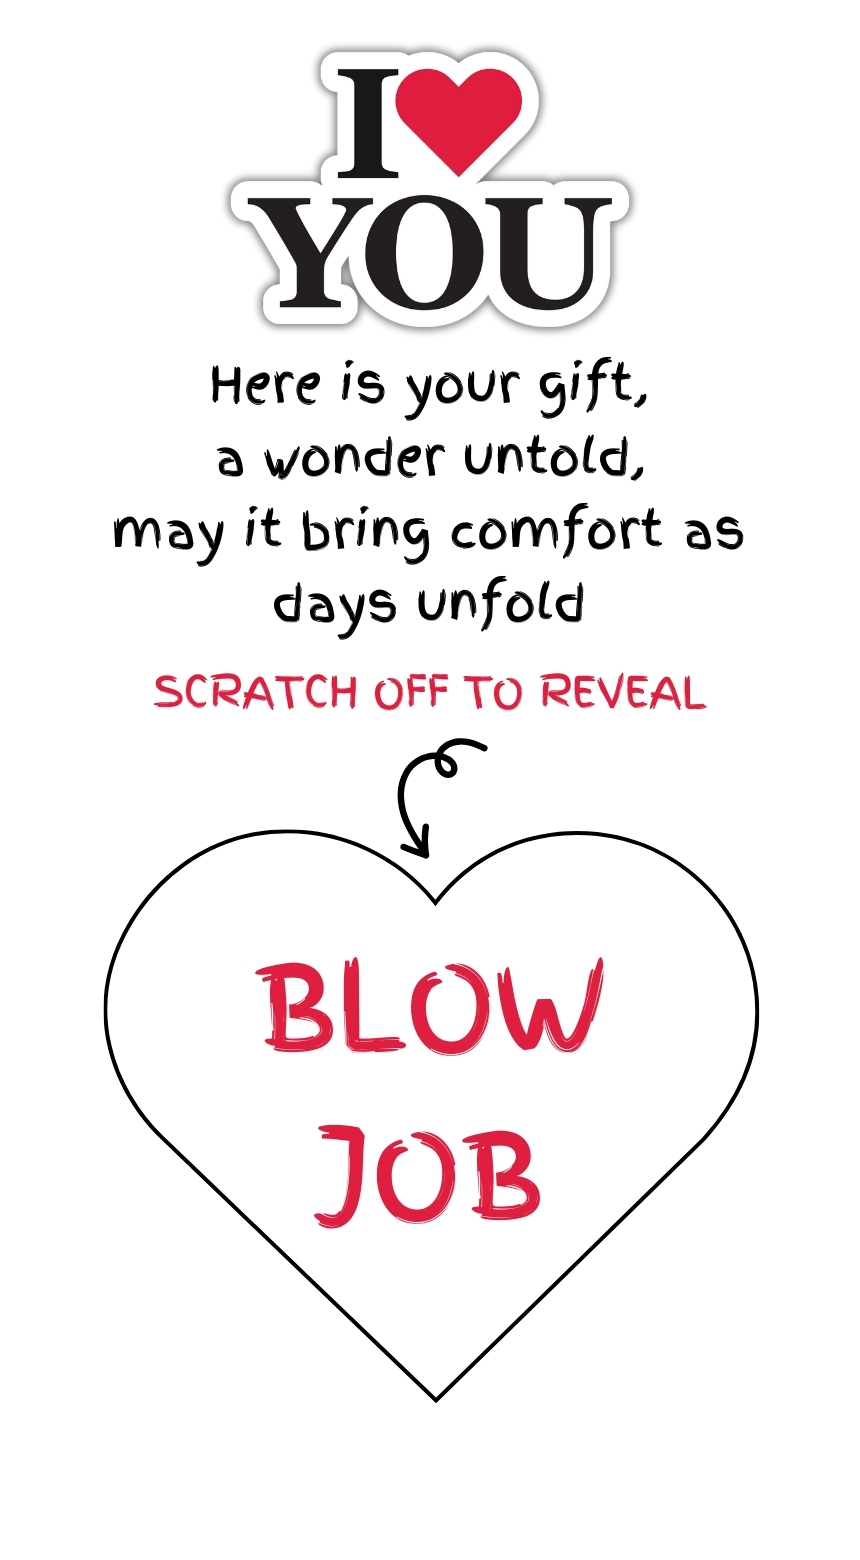 I ❤
YOU
Here is your gift,
a wonder untold,
may it bring comfort as
days unfold
SCRATCH OFF TO REVEAL
BLOW
JOB